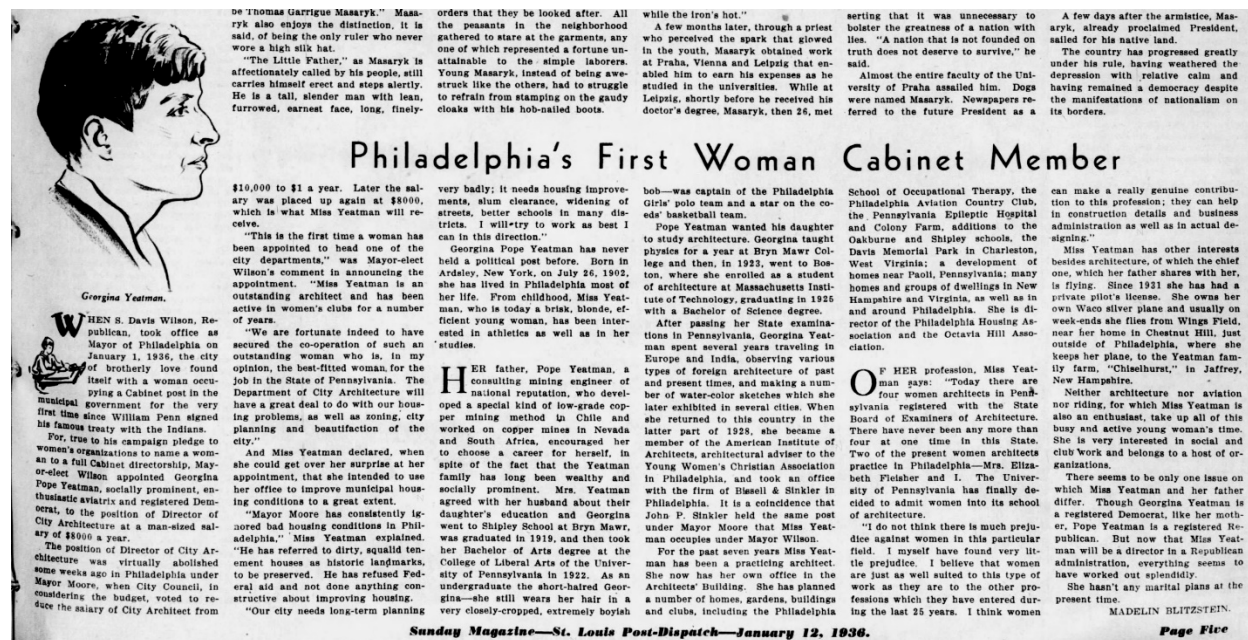 be Thomas Garrigue Masaryk." Masa-
ryk also enjoys the distinction, it is
said, of being the only ruler who never
wore a high silk hat.
"The Little Father," as Masaryk is
affectionately called by his people, still
carries himself erect and steps alertly.
He is a tall, slender man with lean,
furrowed, earnest face, long, finely-
orders that they be looked after. All
the peasants in the neighborhood
gathered to stare at the garments, any
one of which represented a fortune un-
attainable to the simple laborers.
Young Masaryk, instead of being awe-
struck like the others, had to struggle
to refrain from stamping on the gaudy
cloaks with his hob-nailed boots.
while the iron's hot."
A few months later, through a priest
who perceived the spark that glowed
in the youth, Masaryk obtained work
at Praha, Vienna and Leipzig that en-
abled him to earn his expenses as he
studied in the universities. While at
Leipzig, shortly before he received his
doctor's degree, Masaryk, then 26, met
serting that it was unnecessary to
bolster the greatness of a nation with
lies. "A nation that is not founded on
truth does not deserve to survive," he
said.
Almost the entire faculty of the Uni-
versity of Praha assailed him. Dogs
were named Masaryk. Newspapers re-
ferred to the future President as a
A few days after the armistice, Mas-
aryk, already proclaimed President,
sailed for his native land.
The country has progressed greatly
under his rule, having weathered the
depression with relative calm and
having remained a democracy despite
the manifestations of nationalism on
its borders.
Philadelphia's First Woman Cabinet Member
Georgina Yeatman.
WHEN S. Davis Wilson, Re-
publican, took office as
Mayor of Philadelphia on
January 1, 1936, the city
of brotherly love found
itself with a woman occu-
pying a Cabinet post in the
municipal government for the very
first time since William Penn signed
his famous treaty with the Indians.
For, true to his campaign pledge to
women's organizations to name a wom-
an to a full Cabinet directorship, May-
or-elect Wilson appointed Georgina
Pope Yeatman, socially prominent, en-
thusiastic aviatrix and registered Dem-
ocrat, to the position of Director of
City Architecture at a man-sized sal-
ary of $8000 a year.
The position of Director of City Ar-
chitecture was virtually abolished
some weeks ago in Philadelphia under
Mayor Moore, when City Council, in
considering the budget, voted to re-
duce the salary of City Architect from
$10,000 to $1 a year. Later the sal-
ary was placed up again at $8000,
which is what Miss Yeatman will re-
ceive.
"This is the first time a woman has
been appointed to head one of the
city departments," was Mayor-elect
Wilson's comment in announcing the
appointment. "Miss Yeatman is an
outstanding architect and has been
active in women's clubs for a number
of years.
"We are fortunate indeed to have
secured the co-operation of such an
outstanding woman who is, in my
opinion, the best-fitted woman for the
job in the State of Pennsylvania. The
Department of City Architecture will
have a great deal to do with our hous-
ing problems, as well as zoning, city
planning and beautifaction of the
city."
And Miss Yeatman declared, when
she could get over her surprise at her
appointment, that she intended to use
her office to improve municipal hous-
ing conditions to a great extent.
"Mayor Moore has consistently ig-
nored bad housing conditions in Phil-
adelphia," Miss Yeatman explained.
"He has referred to dirty, squalid ten-
ement houses as historic landmarks,
to be preserved. He has refused Fed-
eral aid and not done anything con-
structive about improving housing.
"Our city needs long-term planning
very badly; it needs housing improve-
ments, slum clearance, widening of
streets, better schools in many dis-
tricts. I will try to work as best I
can in this direction."
Georgina Pope Yeatman has never
held a political post before. Born in
Ardsley, New York, on July 26, 1902,
she has lived in Philadelphia most of
her life. From childhood, Miss Yeat-
man, who is today a brisk, blonde, ef-
ficient young woman, has been inter-
ested in athletics as well as in her
studies.
HER father, Pope Yeatman, a
consulting mining engineer of
national reputation, who devel-
oped a special kind of low-grade cop-
per mining method in Chile and
worked on copper mines in Nevada
and South Africa, encouraged her
to choose a career for herself, in
spite of the fact that the Yeatman
family has long been wealthy and
socially prominent. Mrs. Yeatman
agreed with her husband about their
daughter's education and Georgina
went to Shipley School at Bryn Mawr,
was graduated in 1919, and then took
her Bachelor of Arts degree at the
College of Liberal Arts of the Univer-
sity of Pennsylvania in 1922. As an
undergraduate the short-haired Geor-
gina—she still wears her hair in a
very closely-cropped, extremely boyish
bob—was captain of the Philadelphia
Girls' polo team and a star on the co-
eds' basketball team.
Pope Yeatman wanted his daughter
to study architecture. Georgina taught
physics for a year at Bryn Mawr Col-
lege and then, in 1923, went to Bos-
ton, where she enrolled as a student
of architecture at Massachusetts Insti-
tute of Technology, graduating in 1925
with a Bachelor of Science degree.
After passing her State examina-
tions in Pennsylvania, Georgina Yeat-
man spent several years traveling in
Europe and India, observing various
types of foreign architecture of past
and present times, and making a num-
ber of water-color sketches which she
later exhibited in several cities. When
she returned to this country in the
latter part of 1928, she became a
member of the American Institute of
Architects, architectural adviser to the
Young Women's Christian Association
in Philadelphia, and took an office
with the firm of Bissell & Sinkler in
Philadelphia. It is a coincidence that
John P. Sinkler held the same post
under Mayor Moore that Miss Yeat-
man occupies under Mayor Wilson.
For the past seven years Miss Yeat-
man has been a practicing architect.
She now has her own office in the
Architects' Building. She has planned
a number of homes, gardens, buildings
and clubs, including the Philadelphia
School of Occupational Therapy, the
Philadelphia Aviation Country Club,
the Pennsylvania Epileptic Hospital
and Colony Farm, additions to the
Oakburne and Shipley schools, the
Davis Memorial Park in Charleston,
West Virginia; a development of
homes near Paoli, Pennsylvania; many
homes and groups of dwellings in New
Hampshire and Virginia, as well as in
and around Philadelphia. She is di-
rector of the Philadelphia Housing As-
sociation and the Octavia Hill Asso-
ciation.
OF HER profession, Miss Yeat-
man says: "Today there are
four women architects in Penn-
sylvania registered with the State
Board of Examiners of Architecture.
There have never been any more than
four at one time in this State.
Two of the present women architects
practice in Philadelphia—Mrs. Eliza-
beth Fleisher and I. The Univer-
sity of Pennsylvania has finally de-
cided to admit women into its school
of architecture.
"I do not think there is much preju-
dice against women in this particular
field. I myself have found very lit-
tle prejudice. I believe that women
are just as well suited to this type of
work as they are to the other pro-
fessions which they have entered dur-
ing the last 25 years. I think women
can make a really genuine contribu-
tion to this profession; they can help
in construction details and business
administration as well as in actual de-
signing."
Miss Yeatman has other interests
besides architecture, of which the chief
one, which her father shares with her,
is flying. Since 1931 she has had a
private pilot's license. She owns her
own Waco silver plane and usually on
week-ends she flies from Wings Field,
near her home in Chestnut Hill, just
outside of Philadelphia, where she
keeps her plane, to the Yeatman fam-
ily farm, "Chiselhurst," in Jaffrey,
New Hampshire.
Neither architecture nor aviation
nor riding, for which Miss Yeatman is
also an enthusiast, take up all of this
busy and active young woman's time.
She is very interested in social and
club work and belongs to a host of or-
ganizations.
There seems to be only one issue on
which Miss Yeatman and her father
differ. Though Georgina Yeatman is
a registered Democrat, like her moth-
er, Pope Yeatman is a registered Re-
publican. But now that Miss Yeat-
man will be a director in a Republican
administration, everything seems to
have worked out splendidly.
She hasn't any marital plans at the
present time.
MADELIN BLITZSTEIN.
Sunday Magazine—St. Louis Post-Dispatch—January 12, 1936.
Page Five